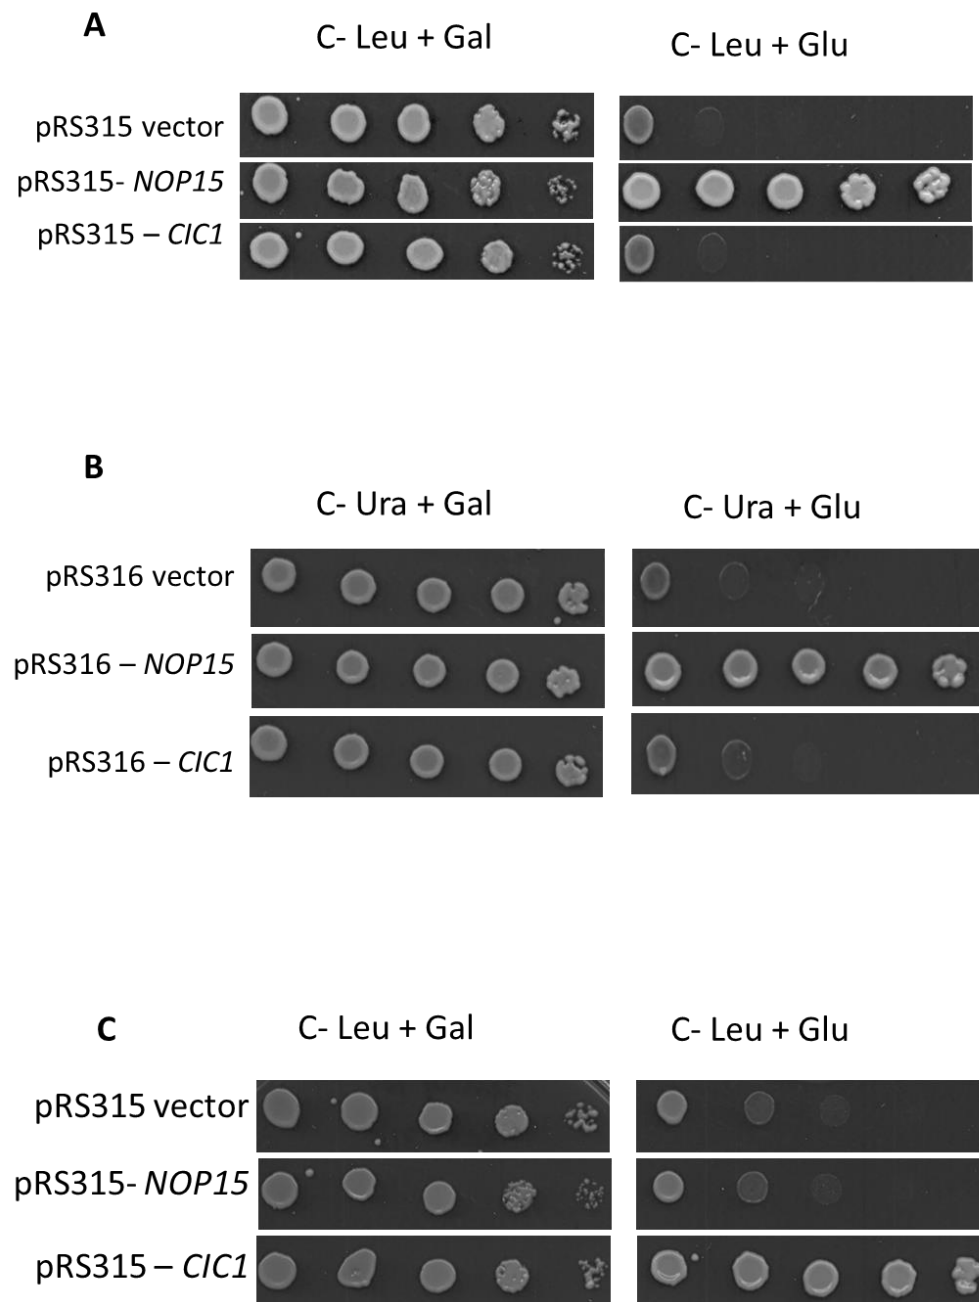 A
C- Leu + Gal
C- Leu + Glu
pRS315 vector
pRS315- NOP15
pRS315 – CIC1
B
C- Ura + Gal
C- Ura + Glu
pRS316 vector
pRS316 – NOP15
pRS316 – CIC1
C
C- Leu + Gal
C- Leu + Glu
pRS315 vector
pRS315- NOP15
pRS315 – CIC1